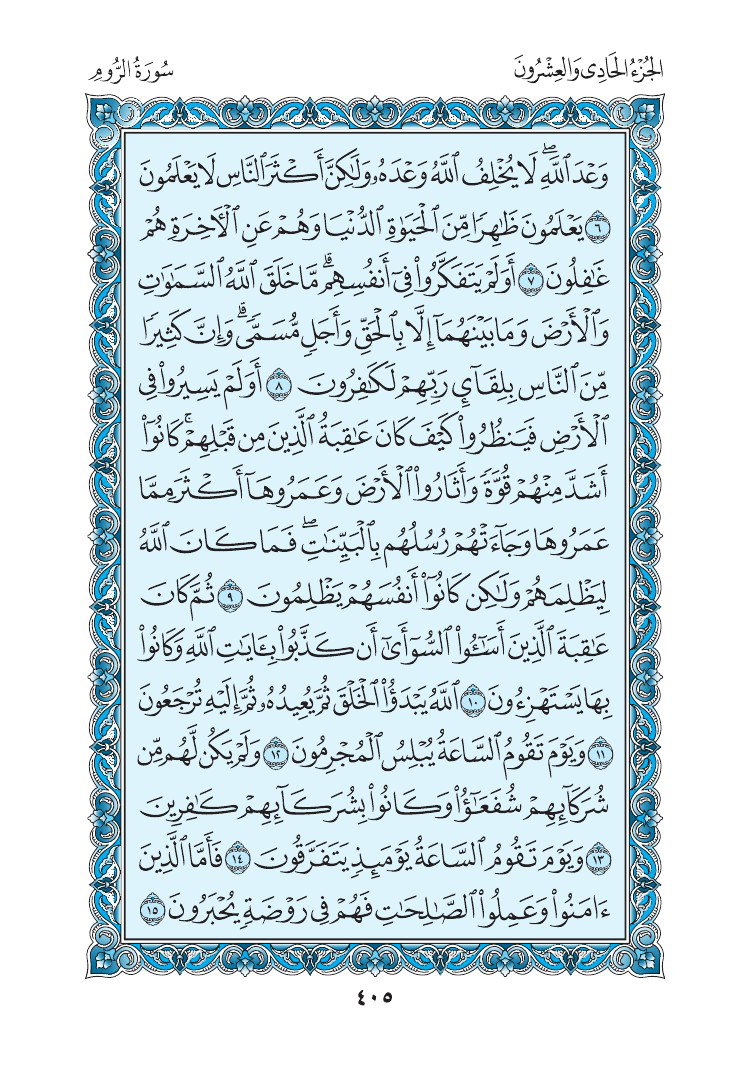 الجُزْءُ الحَادِي وَالعِشْرُونَ
سُورَةُ الرُّومِ
وَعْدَ ٱللَّهِۖ لَا يُخْلِفُ ٱللَّهُ وَعْدَهُۥ وَلَٰكِنَّ أَكْثَرَ ٱلنَّاسِ لَا يَعْلَمُونَ
٦ يَعْلَمُونَ ظَٰهِرًا مِّنَ ٱلْحَيَوٰةِ ٱلدُّنْيَا وَهُمْ عَنِ ٱلْأَخِرَةِ هُمْ
غَٰفِلُونَ ٧ أَوَلَمْ يَتَفَكَّرُوا۟ فِىٓ أَنفُسِهِمۗ مَّا خَلَقَ ٱللَّهُ ٱلسَّمَٰوَٰتِ
وَٱلْأَرْضَ وَمَا بَيْنَهُمَآ إِلَّا بِٱلْحَقِّ وَأَجَلٍ مُّسَمًّىۗ وَإِنَّ كَثِيرًا
مِّنَ ٱلنَّاسِ بِلِقَآئِ رَبِّهِمْ لَكَٰفِرُونَ ٨ أَوَلَمْ يَسِيرُوا۟ فِى
ٱلْأَرْضِ فَيَنظُرُوا۟ كَيْفَ كَانَ عَٰقِبَةُ ٱلَّذِينَ مِن قَبْلِهِمْۚ كَانُوٓا۟
أَشَدَّ مِنْهُمْ قُوَّةً وَأَثَارُوا۟ ٱلْأَرْضَ وَعَمَرُوهَآ أَكْثَرَ مِمَّا
عَمَرُوهَا وَجَآءَتْهُمْ رُسُلُهُم بِٱلْبَيِّنَٰتِۖ فَمَا كَانَ ٱللَّهُ
لِيَظْلِمَهُمْ وَلَٰكِن كَانُوٓا۟ أَنفُسَهُمْ يَظْلِمُونَ ٩ ثُمَّ كَانَ
عَٰقِبَةَ ٱلَّذِينَ أَسَٰٓـُٔوا۟ ٱلسُّوٓأَىٰٓ أَن كَذَّبُوا۟ بِـَٔايَٰتِ ٱللَّهِ وَكَانُوا۟
بِهَا يَسْتَهْزِءُونَ ١٠ ٱللَّهُ يَبْدَؤُا۟ ٱلْخَلْقَ ثُمَّ يُعِيدُهُۥ ثُمَّ إِلَيْهِ تُرْجَعُونَ
١١ وَيَوْمَ تَقُومُ ٱلسَّاعَةُ يُبْلِسُ ٱلْمُجْرِمُونَ ١٢ وَلَمْ يَكُن لَّهُم مِّن
شُرَكَآئِهِمْ شُفَعَٰٓؤُا۟ وَكَانُوا۟ بِشُرَكَآئِهِمْ كَٰفِرِينَ
١٣ وَيَوْمَ تَقُومُ ٱلسَّاعَةُ يَوْمَئِذٍ يَتَفَرَّقُونَ ١٤ فَأَمَّا ٱلَّذِينَ
ءَامَنُوا۟ وَعَمِلُوا۟ ٱلصَّٰلِحَٰتِ فَهُمْ فِى رَوْضَةٍ يُحْبَرُونَ ١٥
٤٠٥